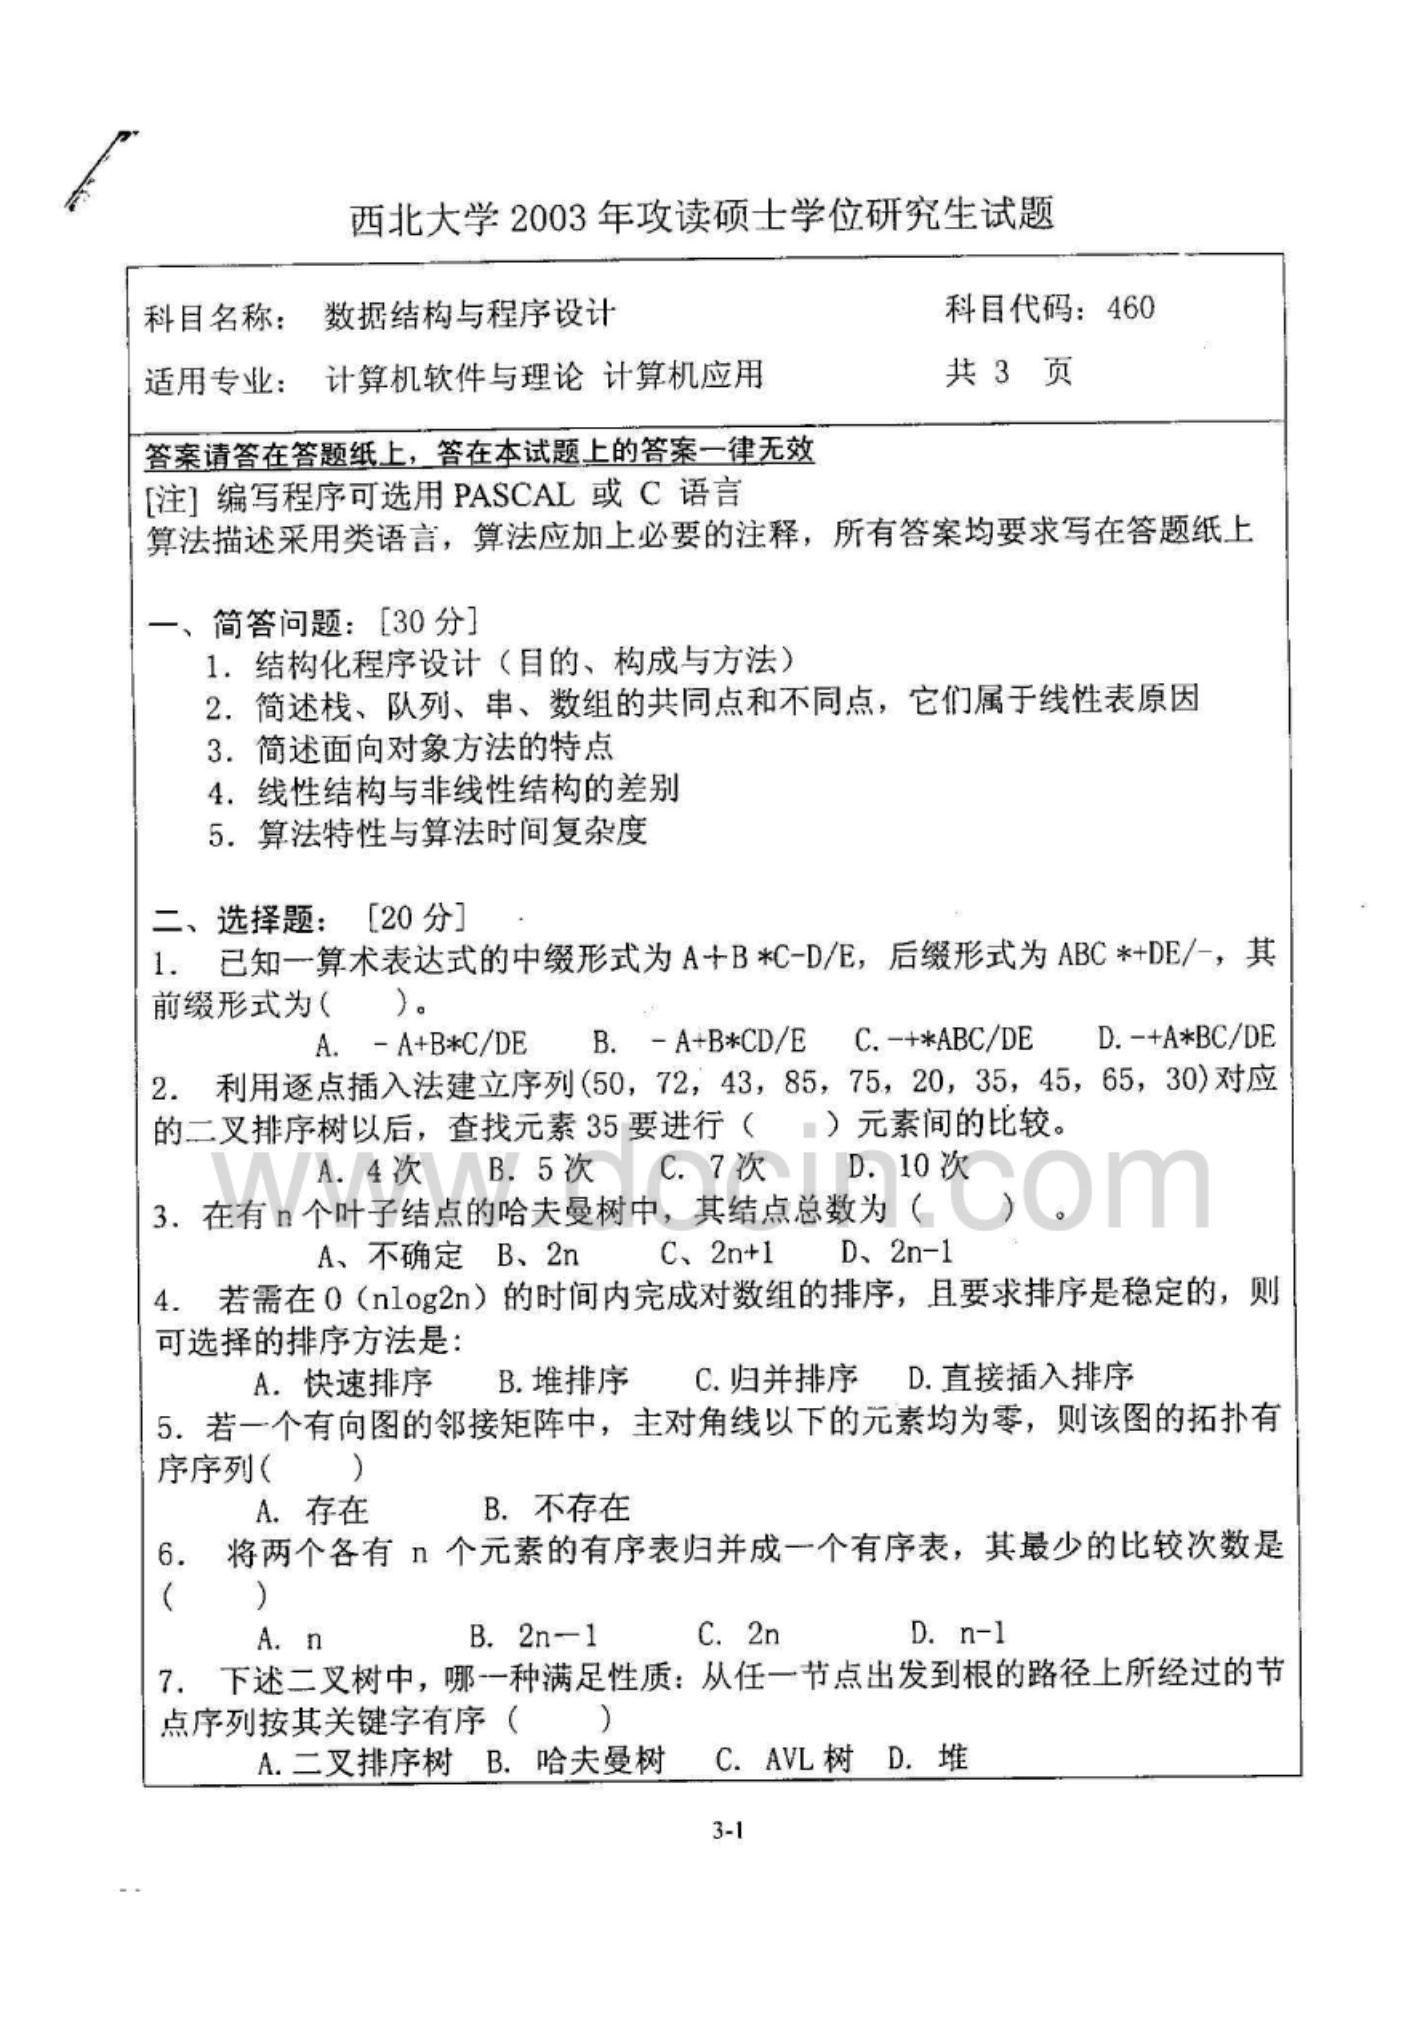 西北大学 2003 年攻读硕士学位研究生试题
科目名称: 数据结构与程序设计 科目代码: 460
适用专业: 计算机软件与理论 计算机应用 共 3 页
答案请答在答题纸上，答在本试题上的答案一律无效
[注] 编写程序可选用 PASCAL 或 C 语言
算法描述采用类语言，算法应加上必要的注释，所有答案均要求写在答题纸上
一、简答问题: [30 分]
1. 结构化程序设计（目的、构成与方法）
2. 简述栈、队列、串、数组的共同点和不同点，它们属于线性表原因
3. 简述面向对象方法的特点
4. 线性结构与非线性结构的差别
5. 算法特性与算法时间复杂度
二、选择题: [20 分]
1. 已知一算术表达式的中缀形式为 A＋B *C-D/E，后缀形式为 ABC *+DE/-，其
前缀形式为( )。
A. －A+B*C/DE B. －A+B*CD/E C.-+*ABC/DE D.-+A*BC/DE
2. 利用逐点插入法建立序列(50, 72, 43, 85, 75, 20, 35, 45, 65, 30)对应
的二叉排序树以后，查找元素 35 要进行（ ）元素间的比较。
A. 4 次 B. 5 次 C. 7 次 D. 10 次
www.docin.com
3. 在有 n 个叶子结点的哈夫曼树中，其结点总数为（ ）。
A、不确定 B、2n C、2n+1 D、2n-1
4. 若需在 O（nlog2n）的时间内完成对数组的排序，且要求排序是稳定的，则
可选择的排序方法是:
A. 快速排序 B.堆排序 C.归并排序 D.直接插入排序
5. 若一个有向图的邻接矩阵中，主对角线以下的元素均为零，则该图的拓扑有
序序列( )
A. 存在 B. 不存在
6. 将两个各有 n 个元素的有序表归并成一个有序表，其最少的比较次数是
( )
A. n B. 2n－1 C. 2n D. n-1
7. 下述二叉树中，哪一种满足性质: 从任一节点出发到根的路径上所经过的节
点序列按其关键字有序（ ）
A.二叉排序树 B. 哈夫曼树 C. AVL 树 D. 堆
3-1